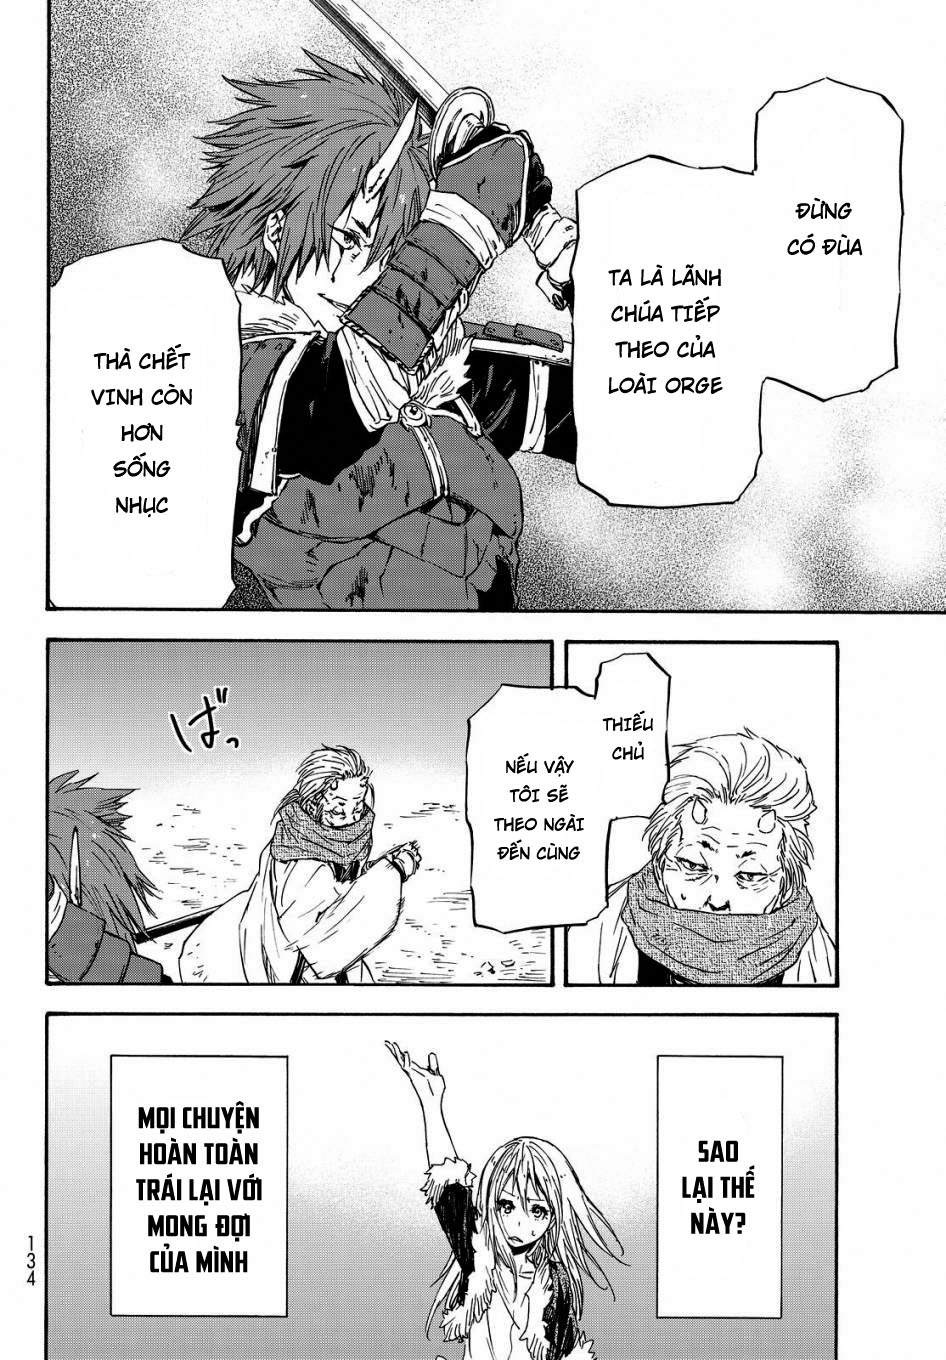 ĐỪNG
CÓ ĐÙA
TA LÀ LÃNH
CHÚA TIẾP
THEO CỦA
LOÀI ORGE
THÀ CHẾT
VINH CÒN
HƠN
SỐNG
NHỤC
THIẾU
CHỦ
NẾU VẬY
TÔI SẼ
THEO NGÀI
ĐẾN CÙNG
ばっ
SAO
LẠI THẾ
NÀY?
MỌI CHUYỆN
HOÀN TOÀN
TRÁI LẠI VỚI
MONG ĐỢI
CỦA MÌNH
134